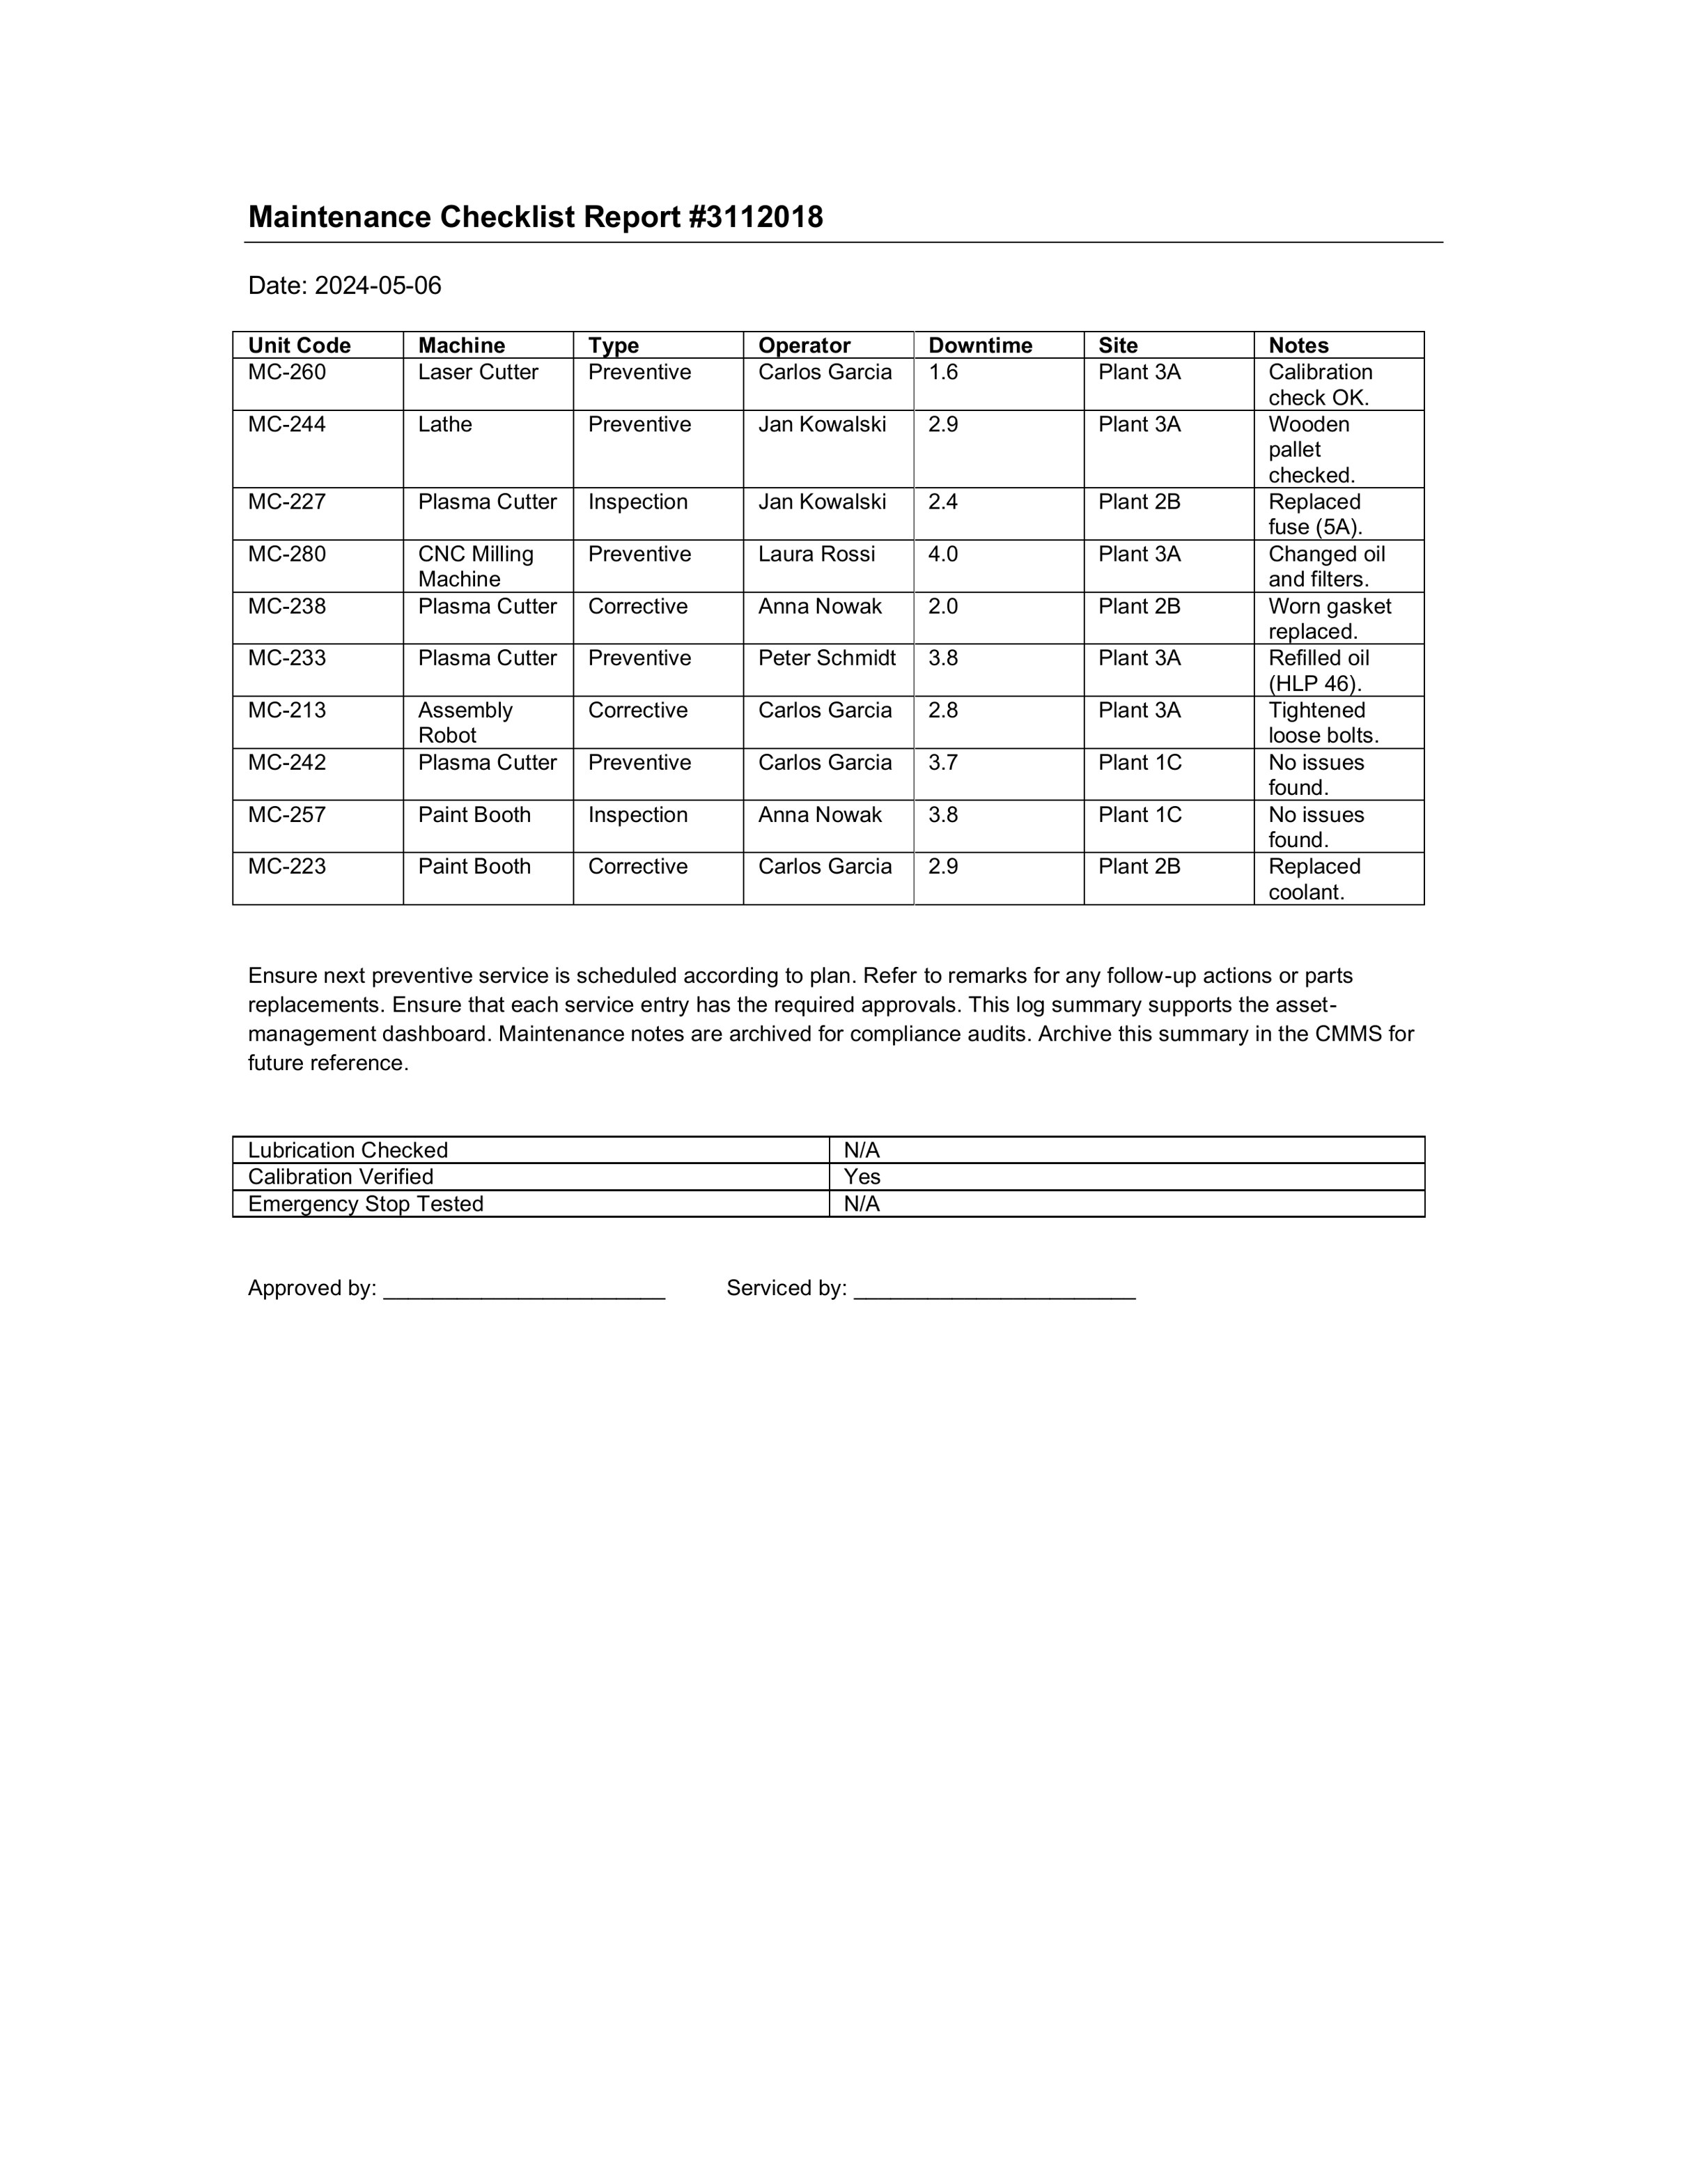 Maintenance Checklist Report #3112018
Date: 2024-05-06
Unit Code Machine Type Operator Downtime Site Notes
MC-260 Laser Cutter Preventive Carlos Garcia 1.6 Plant 3A Calibration
check OK.
MC-244 Lathe Preventive Jan Kowalski 2.9 Plant 3A Wooden
pallet
checked.
MC-227 Plasma Cutter Inspection Jan Kowalski 2.4 Plant 2B Replaced
fuse (5A).
MC-280 CNC Milling Preventive Laura Rossi 4.0 Plant 3A Changed oil
Machine and filters.
MC-238 Plasma Cutter Corrective Anna Nowak 2.0 Plant 2B Worn gasket
replaced.
MC-233 Plasma Cutter Preventive Peter Schmidt 3.8 Plant 3A Refilled oil
(HLP 46).
MC-213 Assembly Corrective Carlos Garcia 2.8 Plant 3A Tightened
Robot loose bolts.
MC-242 Plasma Cutter Preventive Carlos Garcia 3.7 Plant 1C No issues
found.
MC-257 Paint Booth Inspection Anna Nowak 3.8 Plant 1C No issues
found.
MC-223 Paint Booth Corrective Carlos Garcia 2.9 Plant 2B Replaced
coolant.
Ensure next preventive service is scheduled according to plan. Refer to remarks for any follow-up actions or parts
replacements. Ensure that each service entry has the required approvals. This log summary supports the asset-
management dashboard. Maintenance notes are archived for compliance audits. Archive this summary in the CMMS for
future reference.
Lubrication Checked N/A
Calibration Verified Yes
Emergency Stop Tested N/A
Approved by: _______________________ Serviced by: _______________________